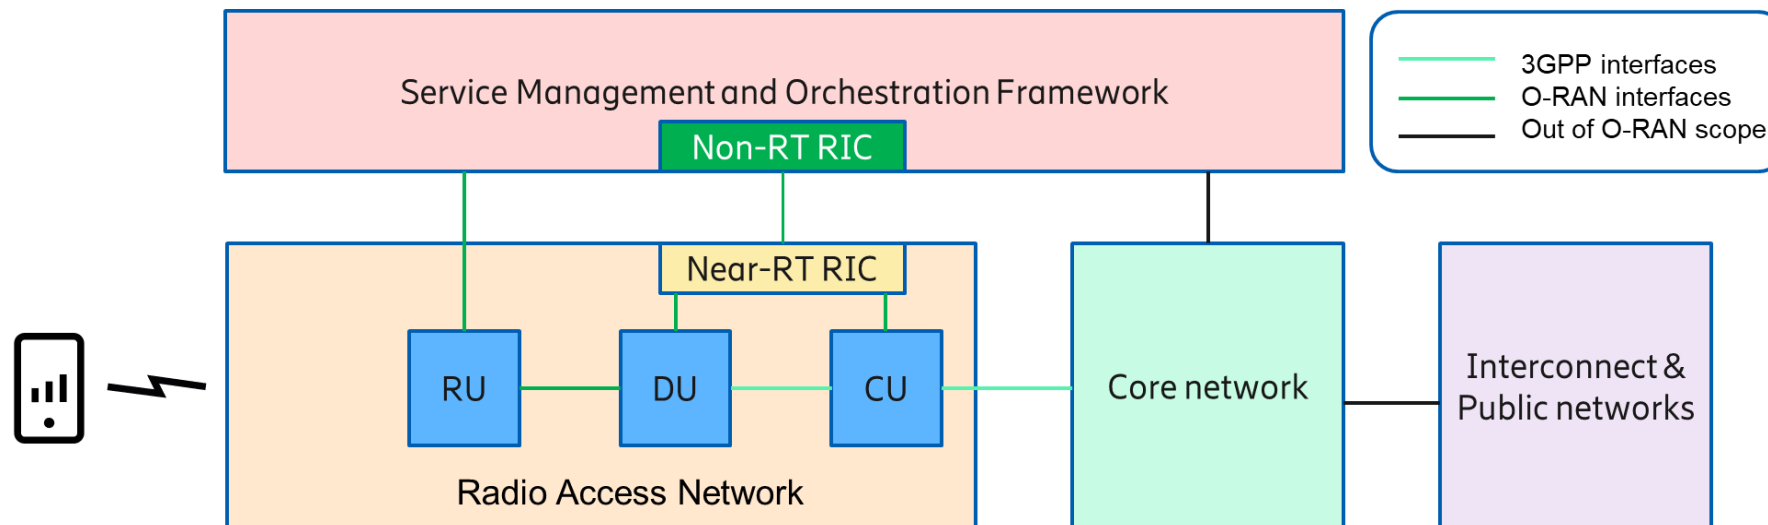 Service Management and Orchestration Framework
Non-RT RIC
3GPP interfaces
O-RAN interfaces
Out of O-RAN scope
Near-RT RIC
RU
DU
CU
Radio Access Network
Core network
Interconnect &
Public networks